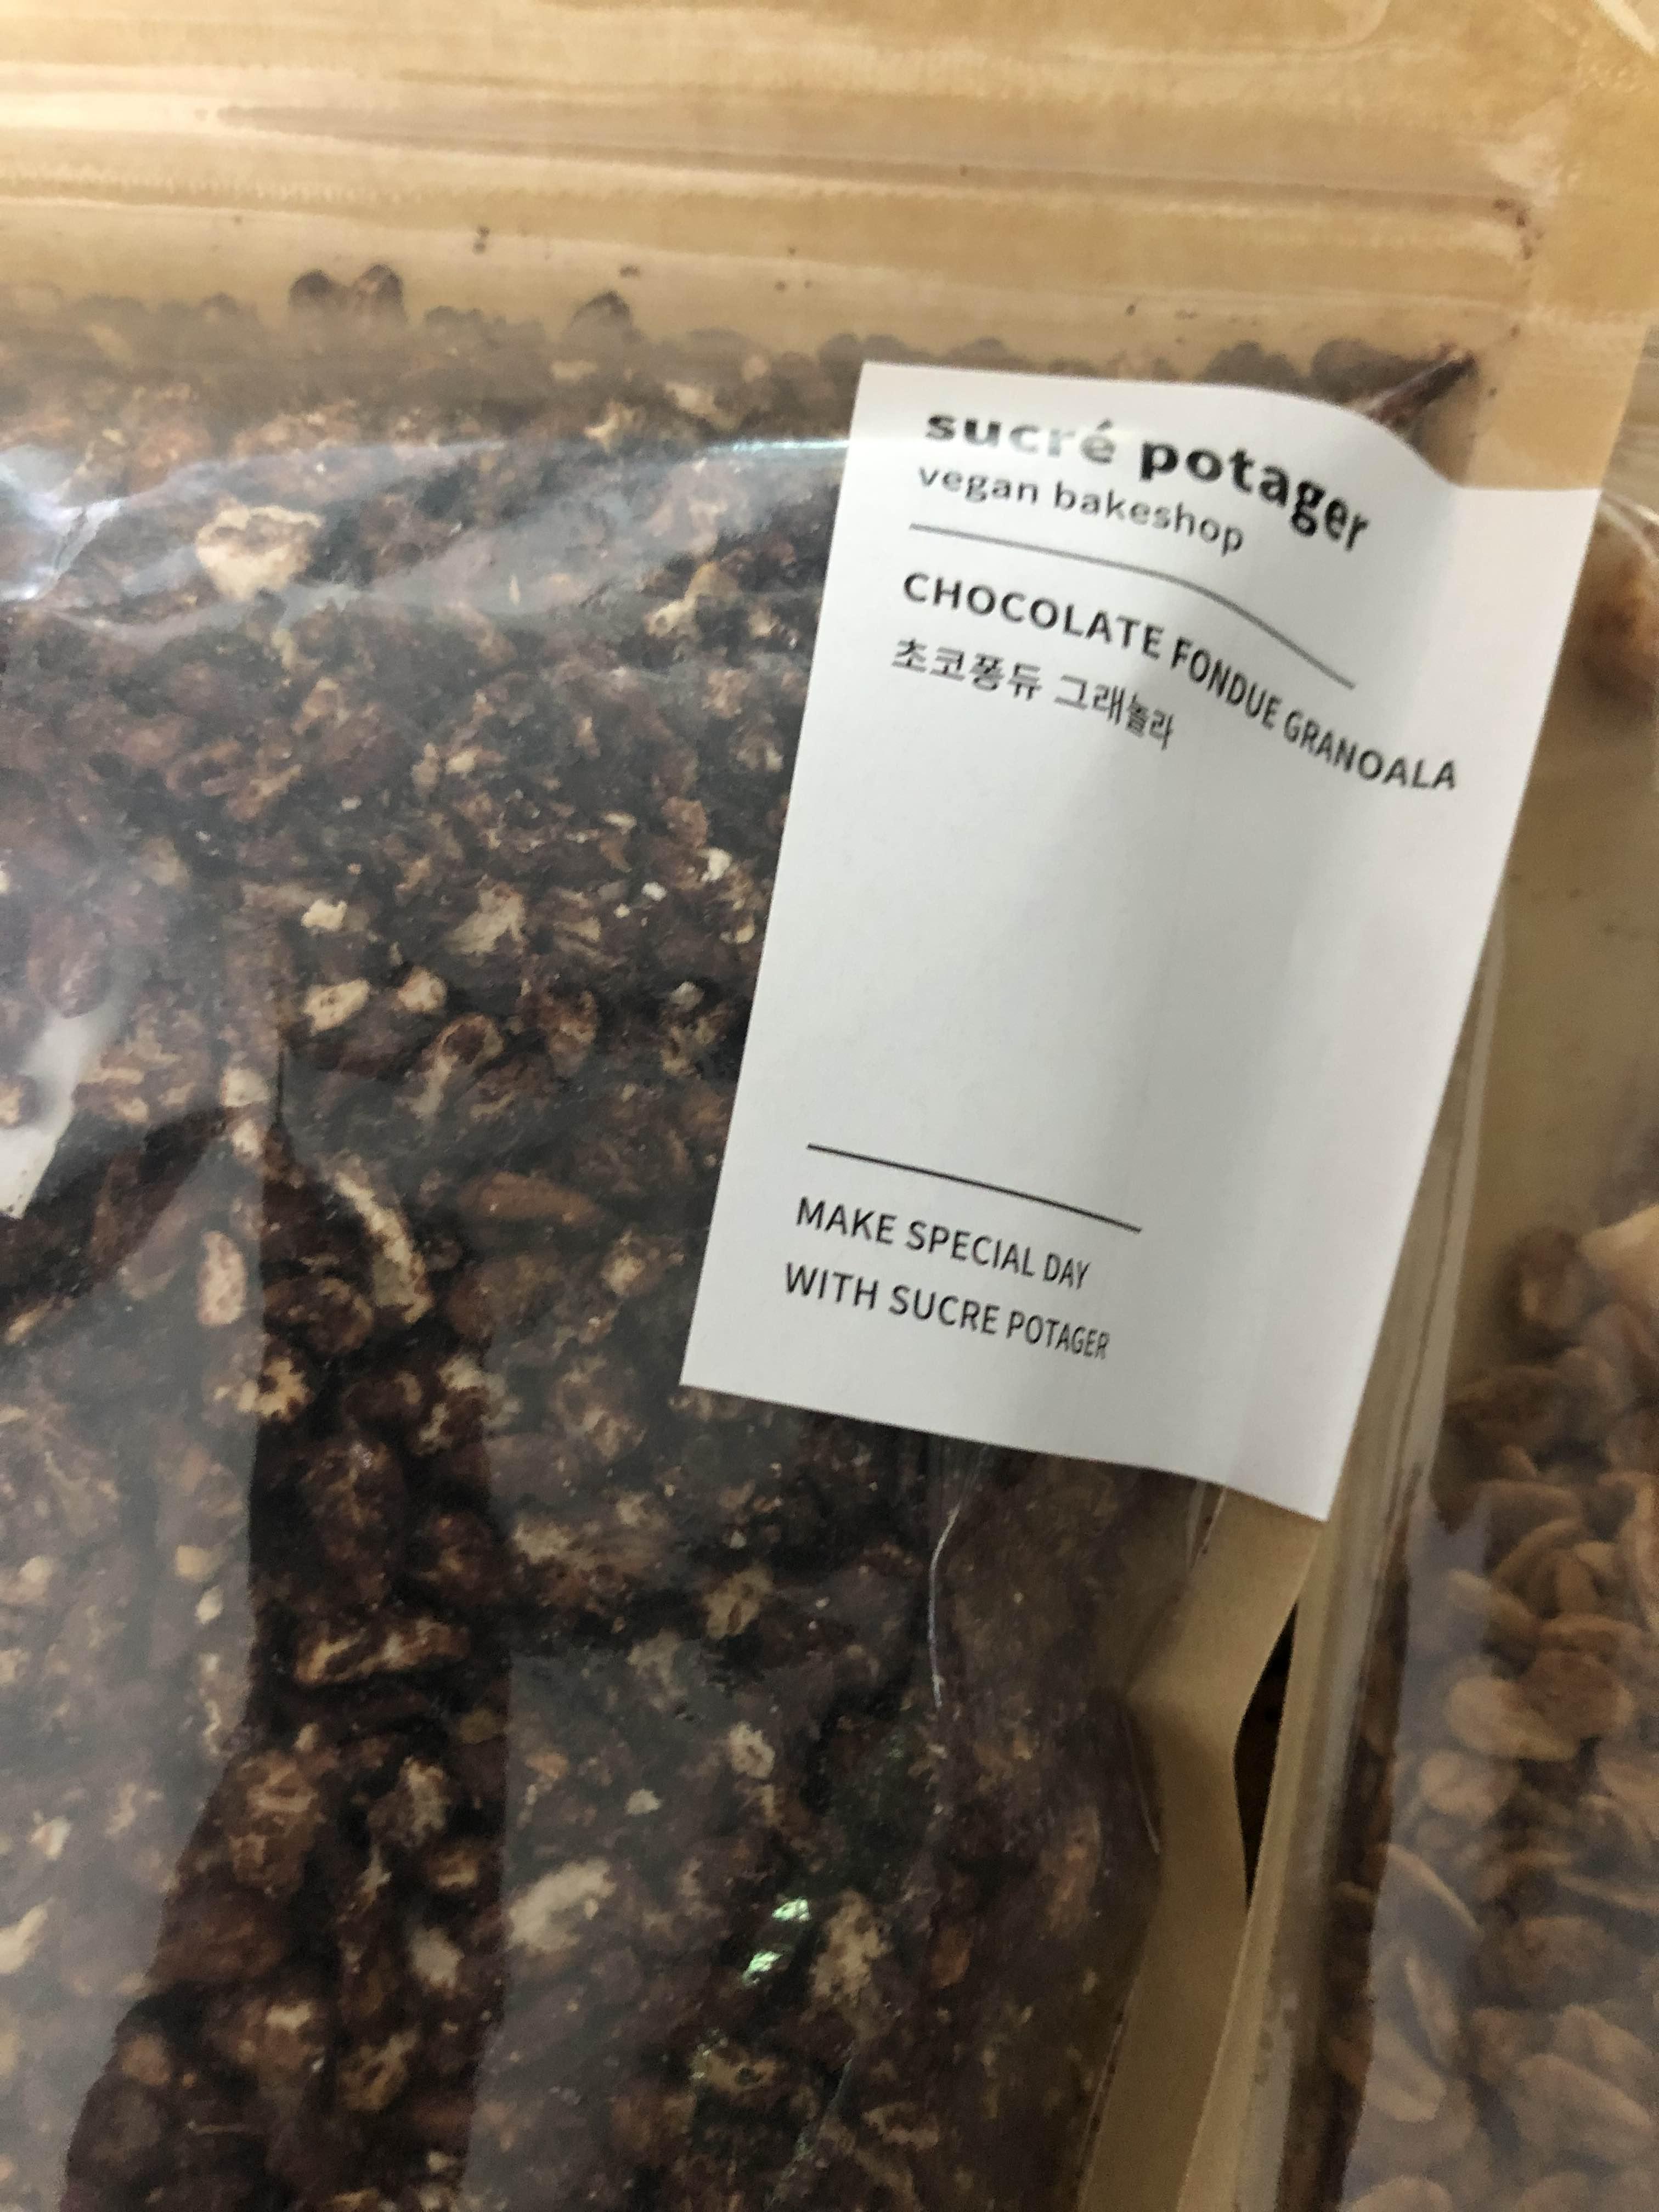 sucré potager
vegan bakeshop
CHOCOLATE FONDUE GRANOALA
초코퐁듀 그래놀라
MAKE SPECIAL DAY
WITH SUCRE POTAGER